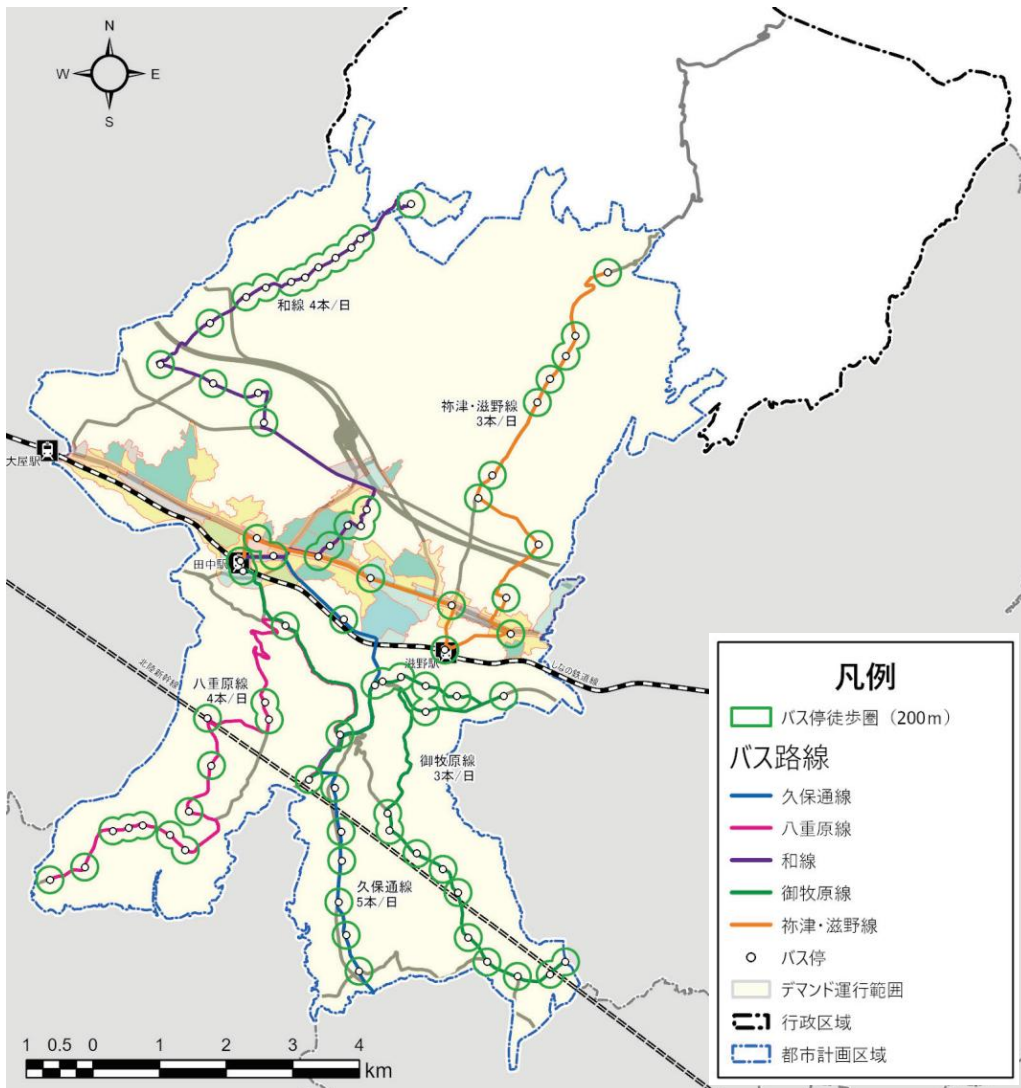 N
W
E
S
和線 4本/日
祢津・滋野線
3本/日
大屋駅
田中駅
滋野駅
しなの鉄道線
北陸新幹線
八重原線
4本/日
御牧原線
3本/日
久保通線
5本/日
凡例
バス停徒歩圏（200m）
バス路線
久保通線
八重原線
和線
御牧原線
祢津・滋野線
バス停
デマンド運行範囲
行政区域
都市計画区域
1 0.5 0 1 2 3 4
km